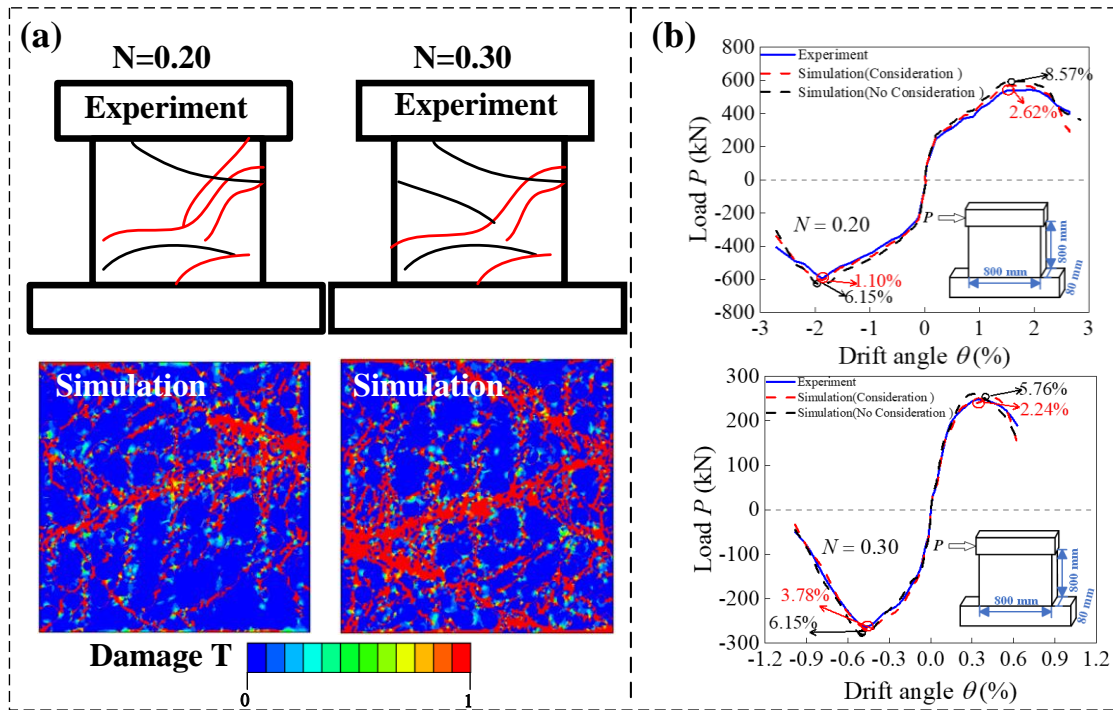 (a)
N=0.20
N=0.30
Experiment
Experiment
Simulation
Simulation
Damage T
0
1
(b)
Experiment
Simulation(Consideration )
Simulation(No Consideration )
8.57%
2.62%
N = 0.20
P
800 mm
800 mm
80 mm
1.10%
6.15%
800
600
400
200
0
-200
-400
-600
-800
Load P (kN)
-3
-2
-1
0
1
2
3
Drift angle θ (%)
Experiment
Simulation(Consideration )
Simulation(No Consideration )
5.76%
2.24%
N = 0.30
P
800 mm
800 mm
80 mm
3.78%
6.15%
300
200
100
0
-100
-200
-300
Load P (kN)
-1.2
-0.9
-0.6
-0.3
0.0
0.3
0.6
0.9
1.2
Drift angle θ (%)